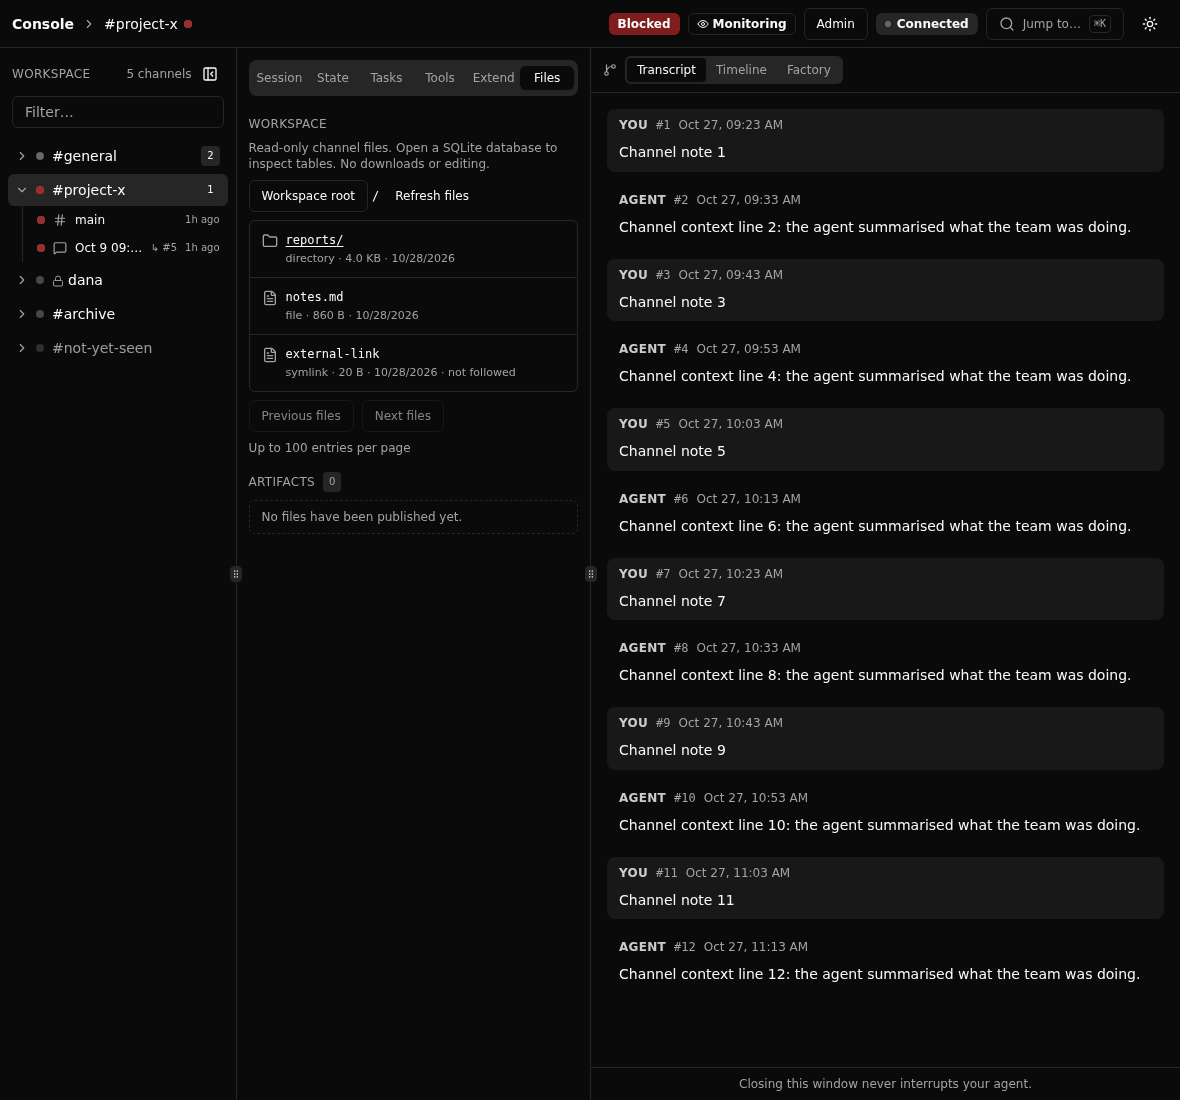 Console > #project-x
Blocked
Monitoring
Admin
Connected
Jump to… ⌘K
WORKSPACE 5 channels
Filter…
#general 2
#project-x 1
main 1h ago
Oct 9 09:… ↳ #5 1h ago
dana
#archive
#not-yet-seen
Session State Tasks Tools Extend Files
WORKSPACE
Read-only channel files. Open a SQLite database to
inspect tables. No downloads or editing.
Workspace root / Refresh files
reports/
directory · 4.0 KB · 10/28/2026
notes.md
file · 860 B · 10/28/2026
external-link
symlink · 20 B · 10/28/2026 · not followed
Previous files Next files
Up to 100 entries per page
ARTIFACTS 0
No files have been published yet.
Transcript Timeline Factory
YOU #1 Oct 27, 09:23 AM
Channel note 1
AGENT #2 Oct 27, 09:33 AM
Channel context line 2: the agent summarised what the team was doing.
YOU #3 Oct 27, 09:43 AM
Channel note 3
AGENT #4 Oct 27, 09:53 AM
Channel context line 4: the agent summarised what the team was doing.
YOU #5 Oct 27, 10:03 AM
Channel note 5
AGENT #6 Oct 27, 10:13 AM
Channel context line 6: the agent summarised what the team was doing.
YOU #7 Oct 27, 10:23 AM
Channel note 7
AGENT #8 Oct 27, 10:33 AM
Channel context line 8: the agent summarised what the team was doing.
YOU #9 Oct 27, 10:43 AM
Channel note 9
AGENT #10 Oct 27, 10:53 AM
Channel context line 10: the agent summarised what the team was doing.
YOU #11 Oct 27, 11:03 AM
Channel note 11
AGENT #12 Oct 27, 11:13 AM
Channel context line 12: the agent summarised what the team was doing.
Closing this window never interrupts your agent.